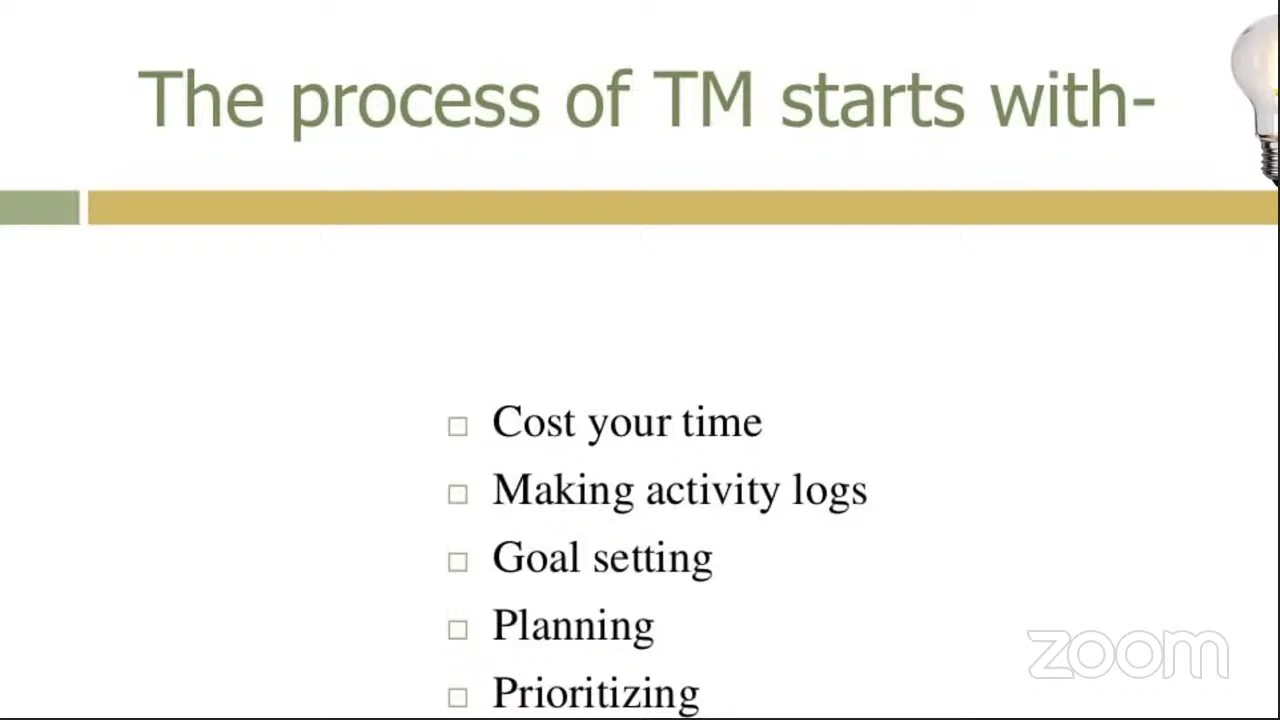 The process of TM starts with-
Cost your time
Making activity logs
Goal setting
Planning
Prioritizing
zoom